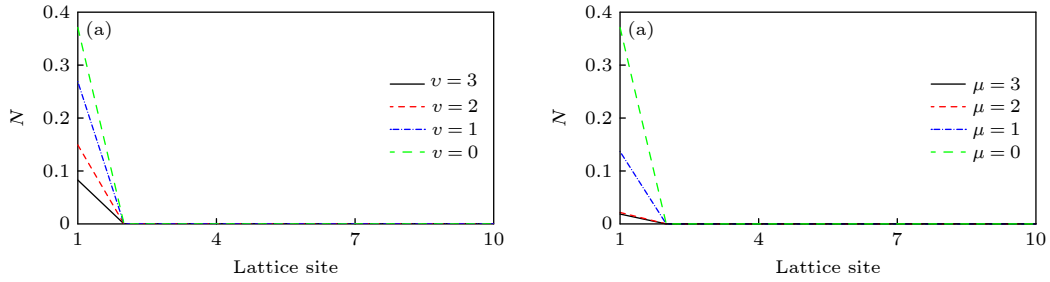 (a)
0.4
0.3
0.2
0.1
0
N
v = 3
v = 2
v = 1
v = 0
1
4
7
10
Lattice site
(a)
0.4
0.3
0.2
0.1
0
N
μ = 3
μ = 2
μ = 1
μ = 0
1
4
7
10
Lattice site